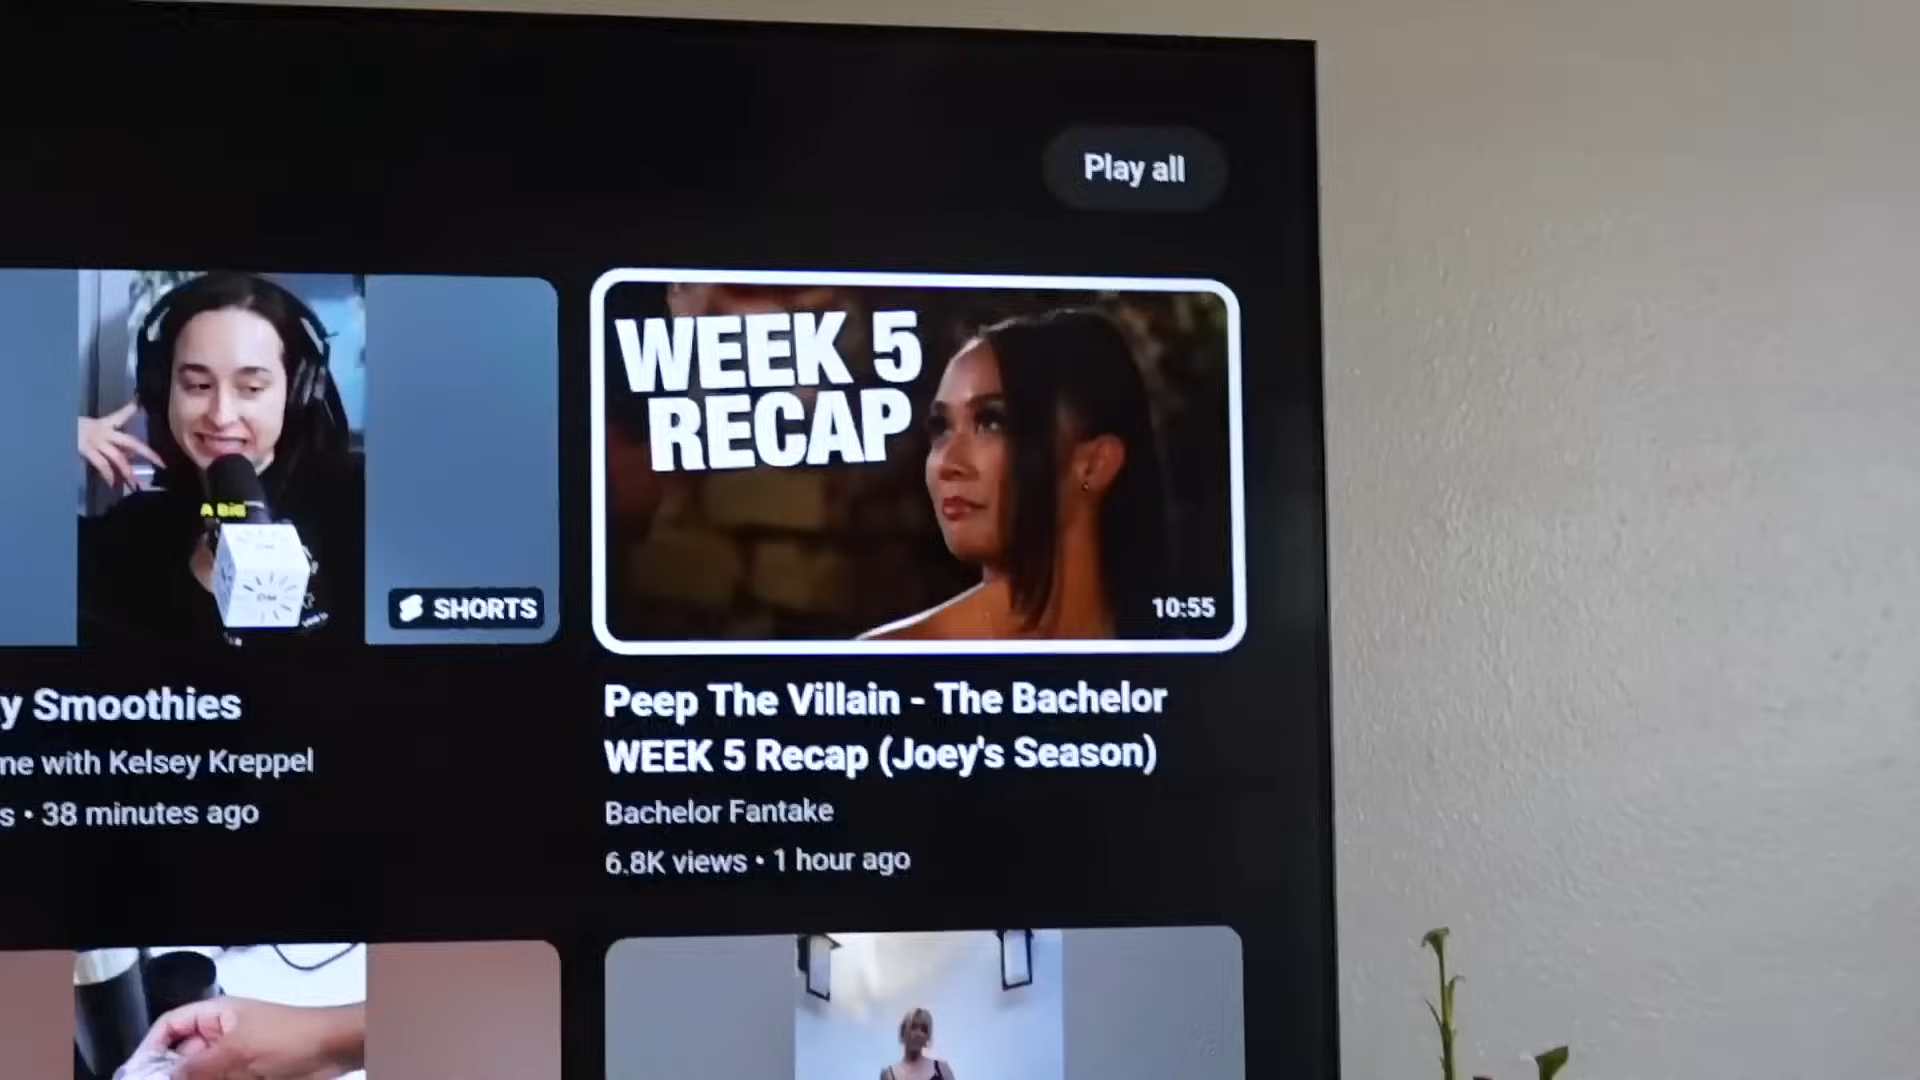 Play all
WEEK 5
RECAP
A BIG
SHORTS
10:55
y Smoothies
ne with Kelsey Kreppel
s • 38 minutes ago
Peep The Villain - The Bachelor
WEEK 5 Recap (Joey's Season)
Bachelor Fantake
6.8K views • 1 hour ago